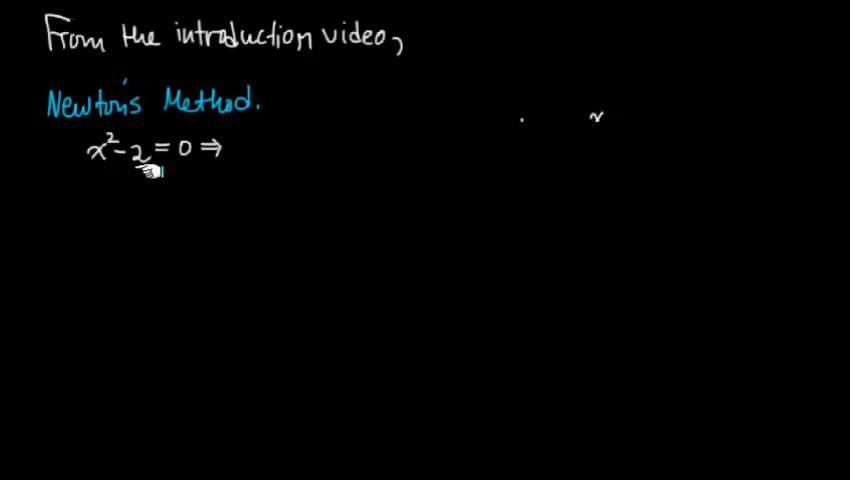 From the introduction video,
Newton's Method.
x
x² - 2 = 0 ⇒